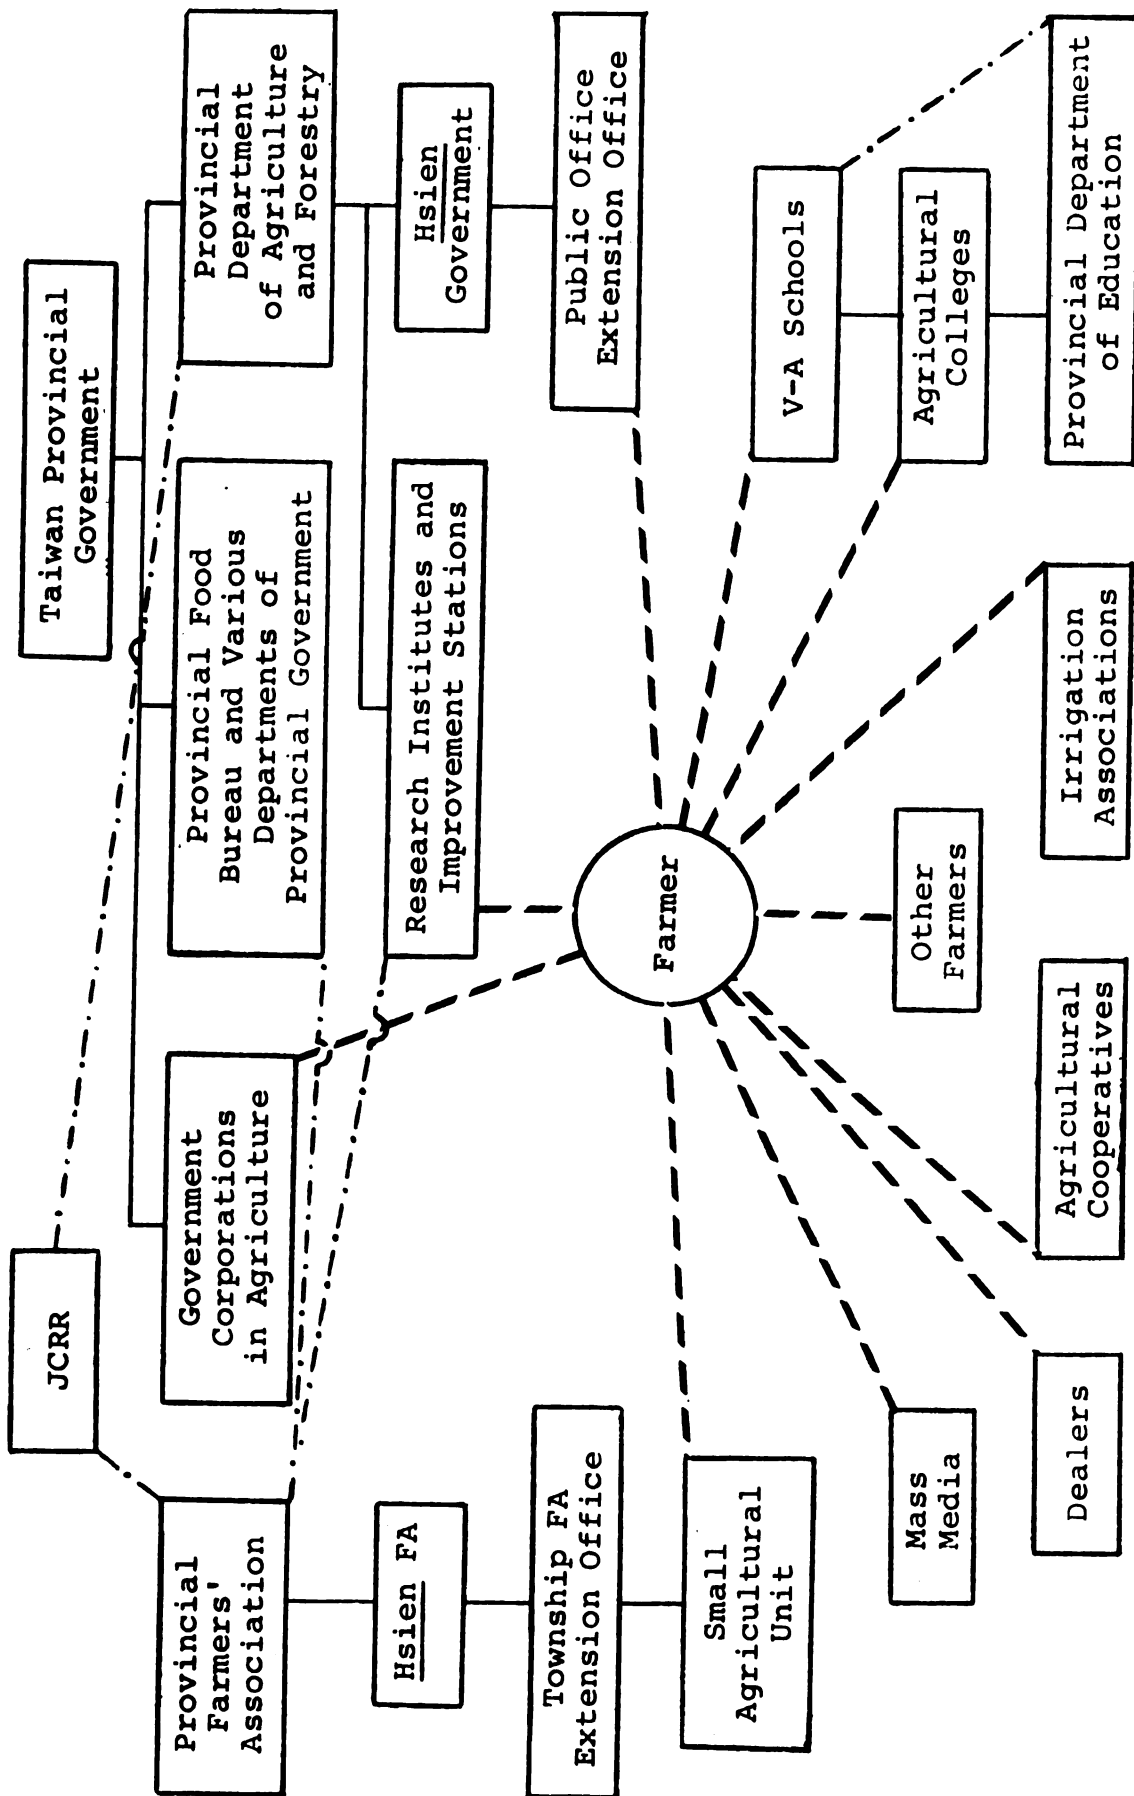 JCRR
Taiwan Provincial
Government
Provincial
Farmers'
Association
Government
Corporations
in Agriculture
Provincial Food
Bureau and Various
Departments of
Provincial Government
Provincial
Department
of Agriculture
and Forestry
Hsien FA
Research Institutes and
Improvement Stations
Hsien
Government
Township FA
Extension Office
Public Office
Extension Office
Farmer
Small
Agricultural
Unit
V-A Schools
Mass
Media
Other
Farmers
Agricultural
Colleges
Dealers
Agricultural
Cooperatives
Irrigation
Associations
Provincial Department
of Education